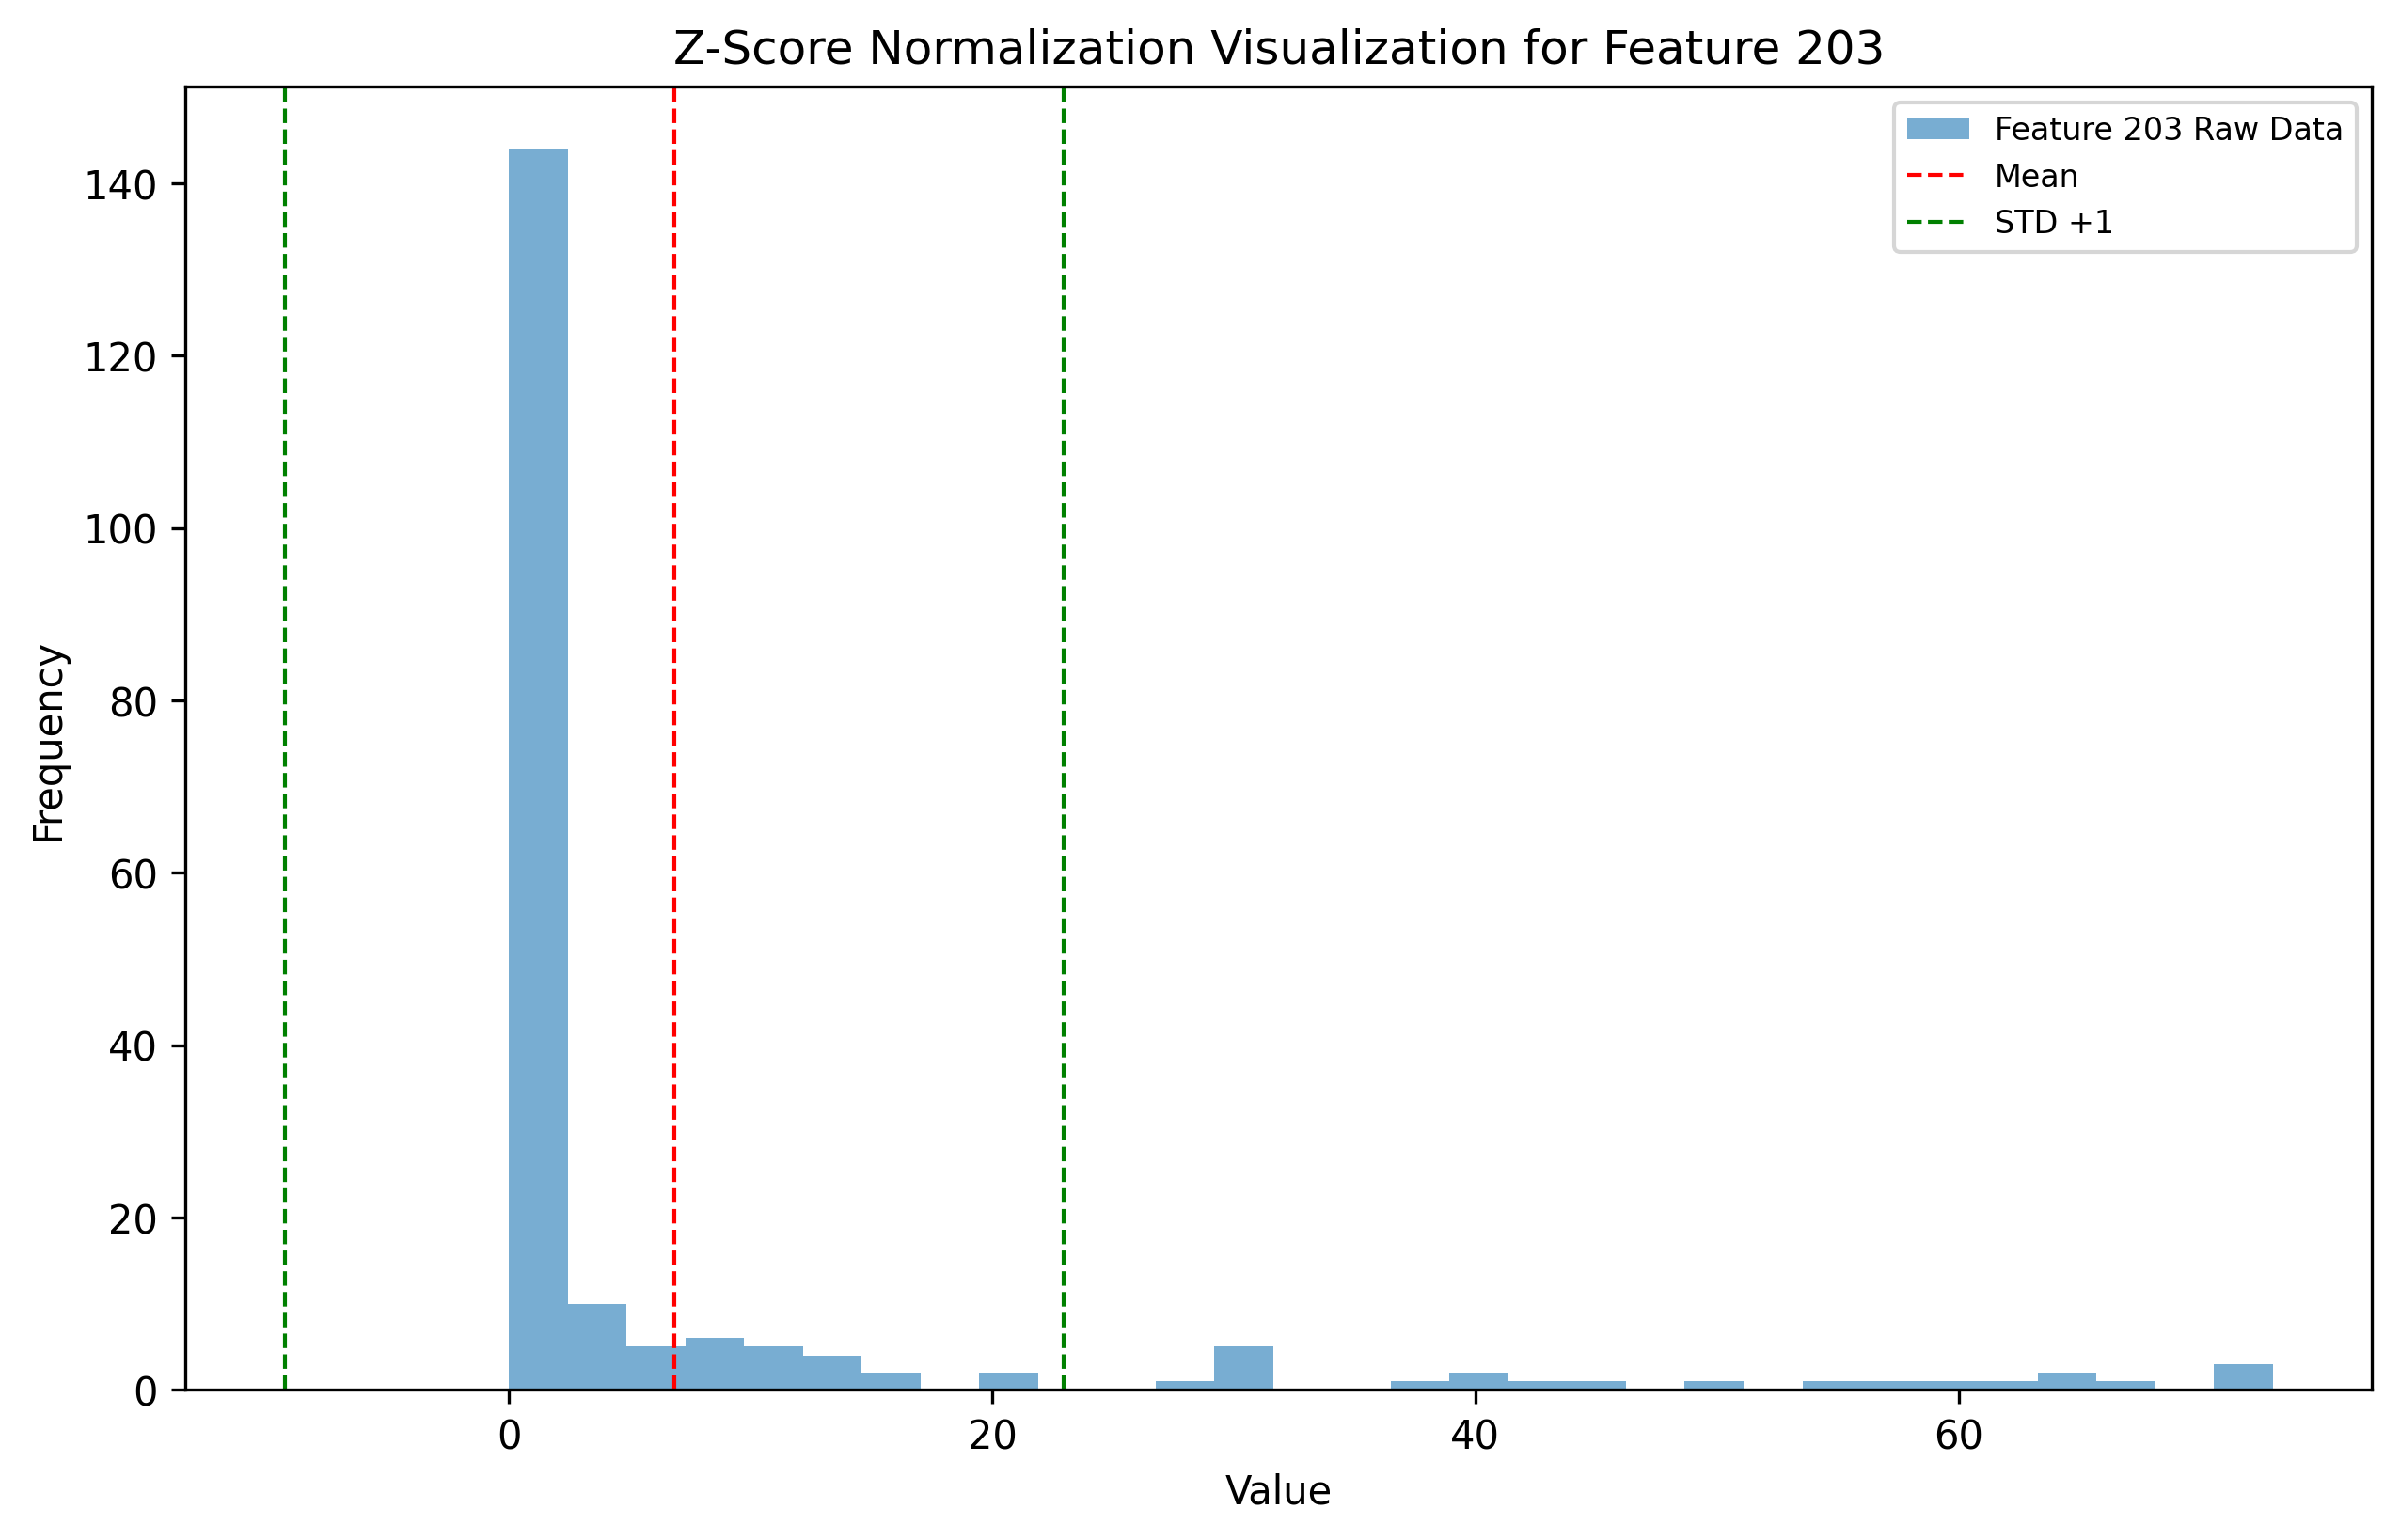 Z-Score Normalization Visualization for Feature 203
Feature 203 Raw Data
Mean
STD +1
140
120
100
80
60
40
20
0
Frequency
0 20 40 60
Value